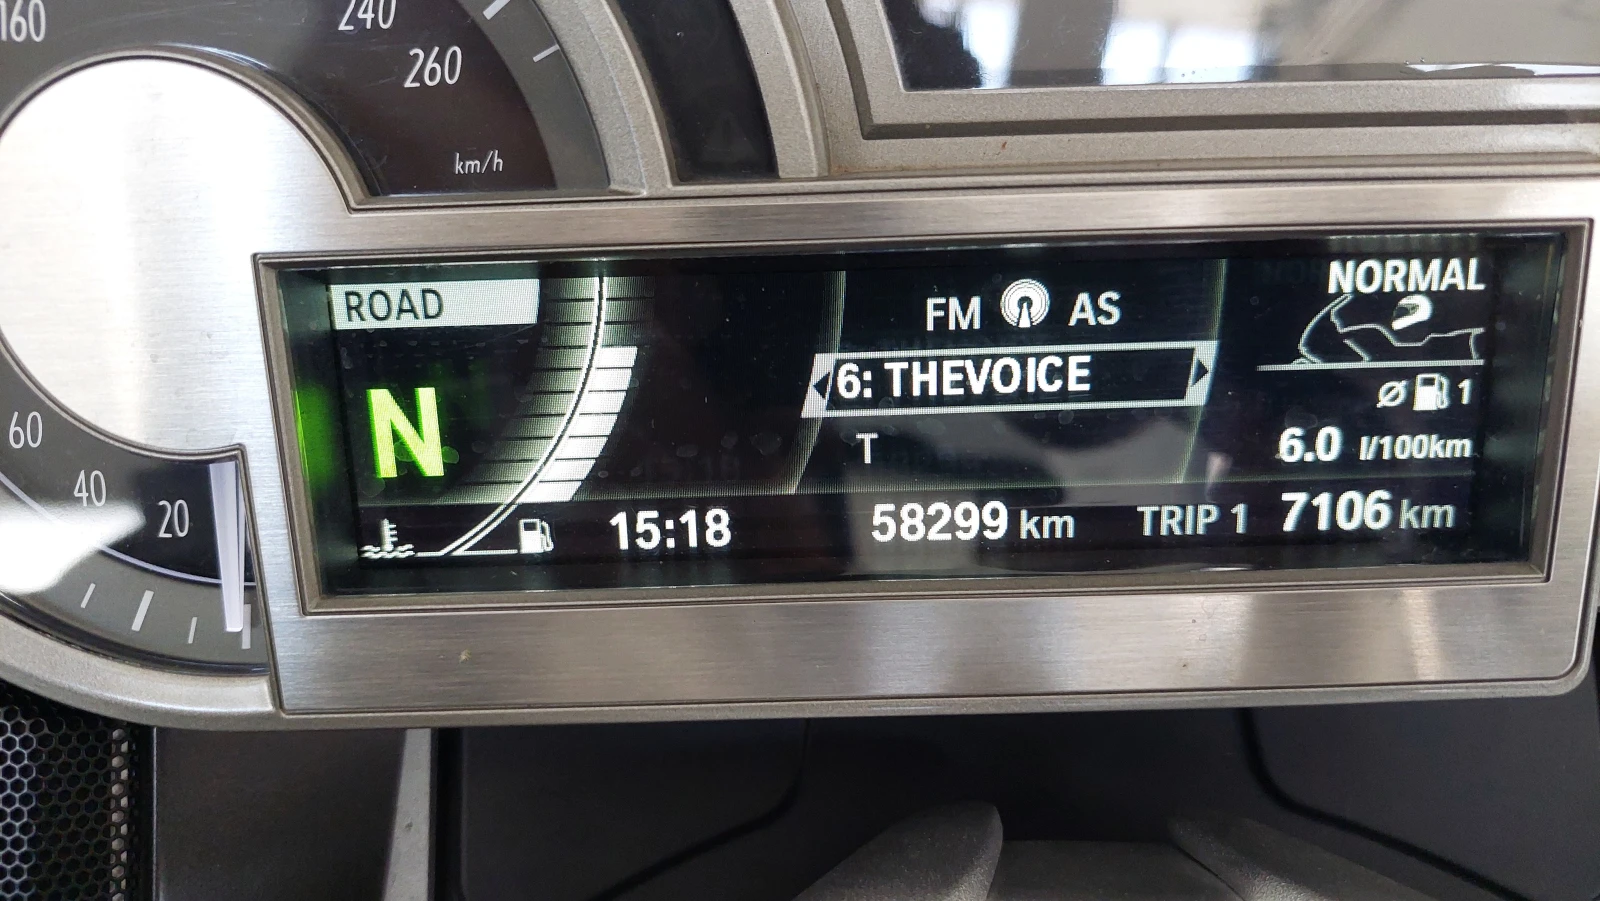 160
240
260
km/h
60
40
20
ROAD
N
FM AS
6: THEVOICE
T
NORMAL
Ø 1
6.0 l/100km
15:18
58299 km
TRIP 1 7106 km